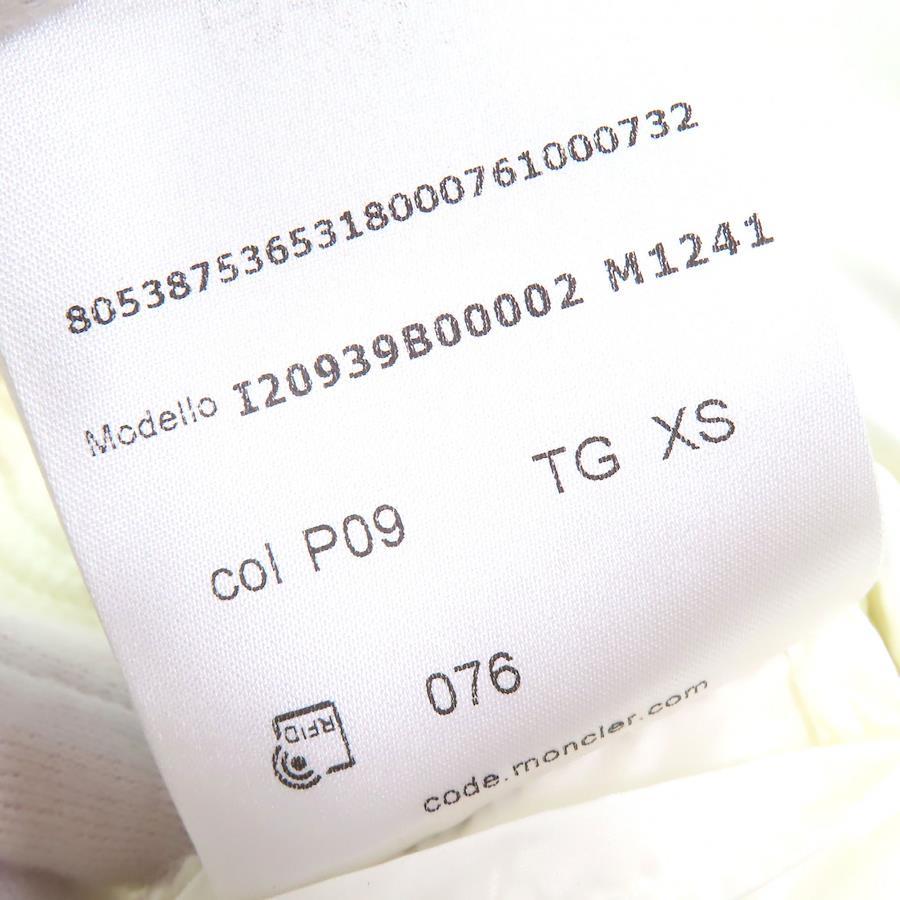 8053875365318000761000732
Modello I20939B00002 M1241
col P09 TG XS
RFID 076
code.moncler.com